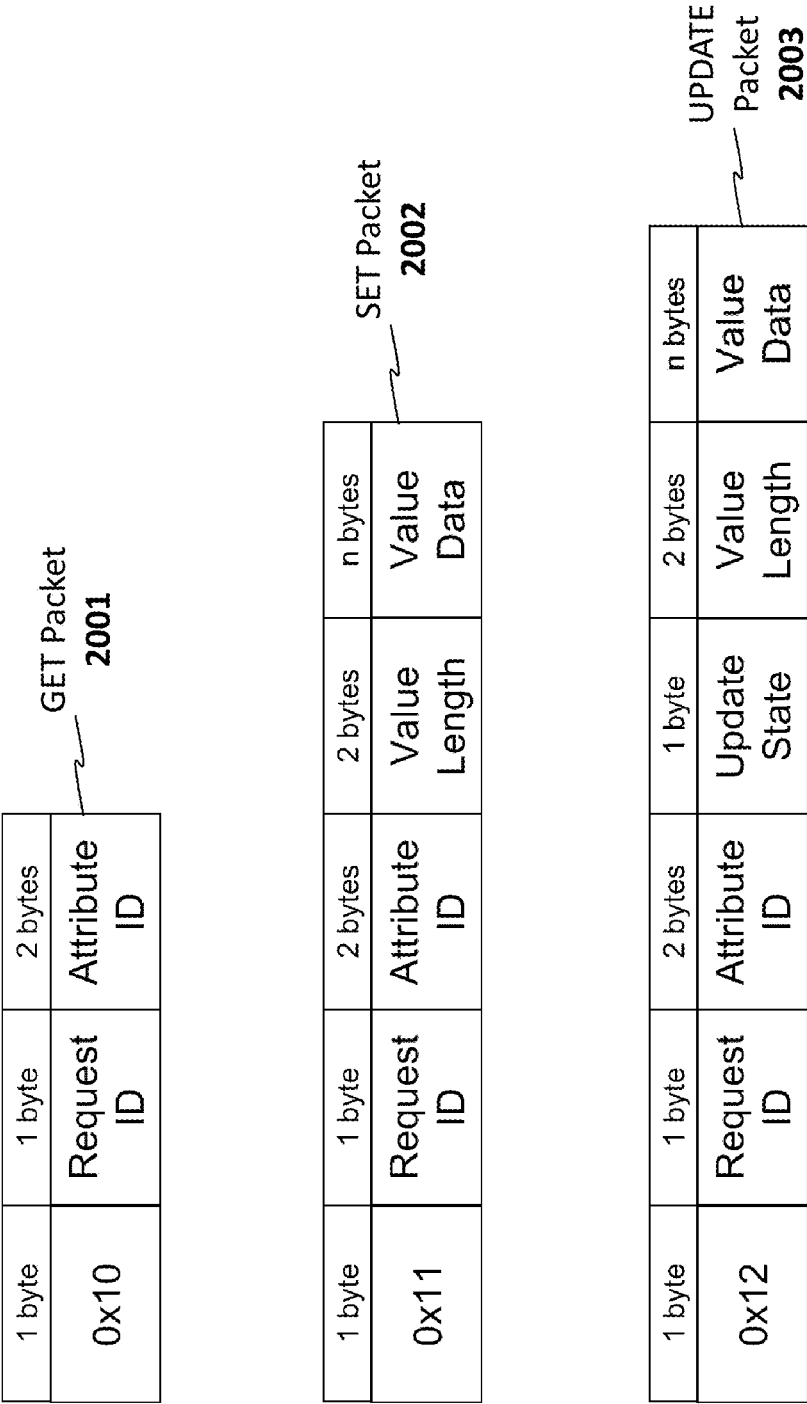 GET Packet
2001
1 byte 1 byte 2 bytes
0x10 Request ID Attribute ID
SET Packet
2002
1 byte 1 byte 2 bytes 2 bytes n bytes
0x11 Request ID Attribute ID Value Length Value Data
UPDATE
Packet
2003
1 byte 1 byte 2 bytes 1 byte 2 bytes n bytes
0x12 Request ID Attribute ID Update State Value Length Value Data